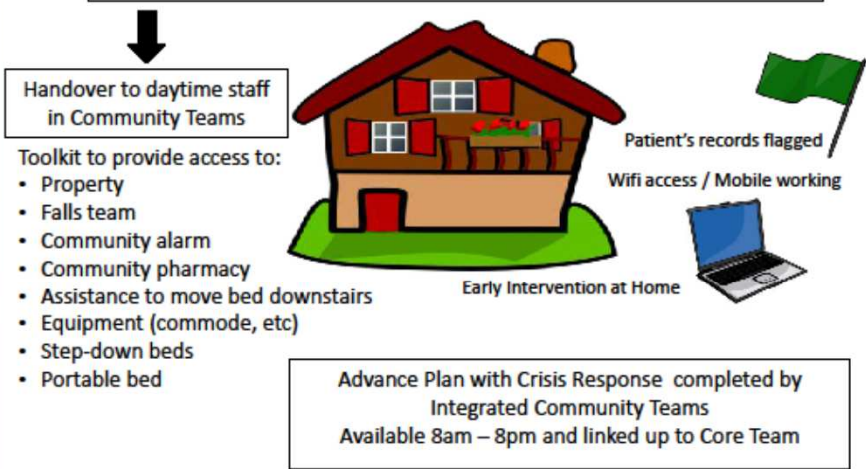 Handover to daytime staff
in Community Teams
Toolkit to provide access to:
• Property
• Falls team
• Community alarm
• Community pharmacy
• Assistance to move bed downstairs
• Equipment (commode, etc)
• Step-down beds
• Portable bed
Patient's records flagged
Wifi access / Mobile working
Early Intervention at Home
Advance Plan with Crisis Response completed by
Integrated Community Teams
Available 8am – 8pm and linked up to Core Team